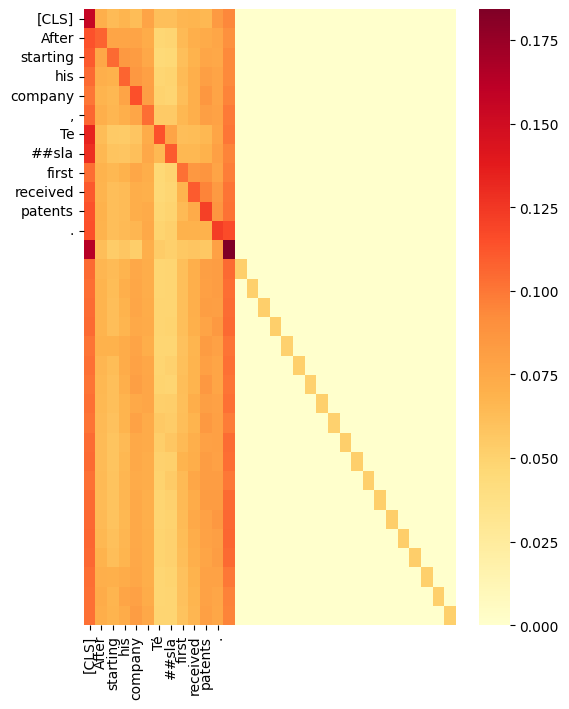 [CLS]
After
starting
his
company
,
Te
##sla
first
received
patents
.
[CLS]
After
starting
his
company
,
Te
##sla
first
received
patents
.
0.175
0.150
0.125
0.100
0.075
0.050
0.025
0.000